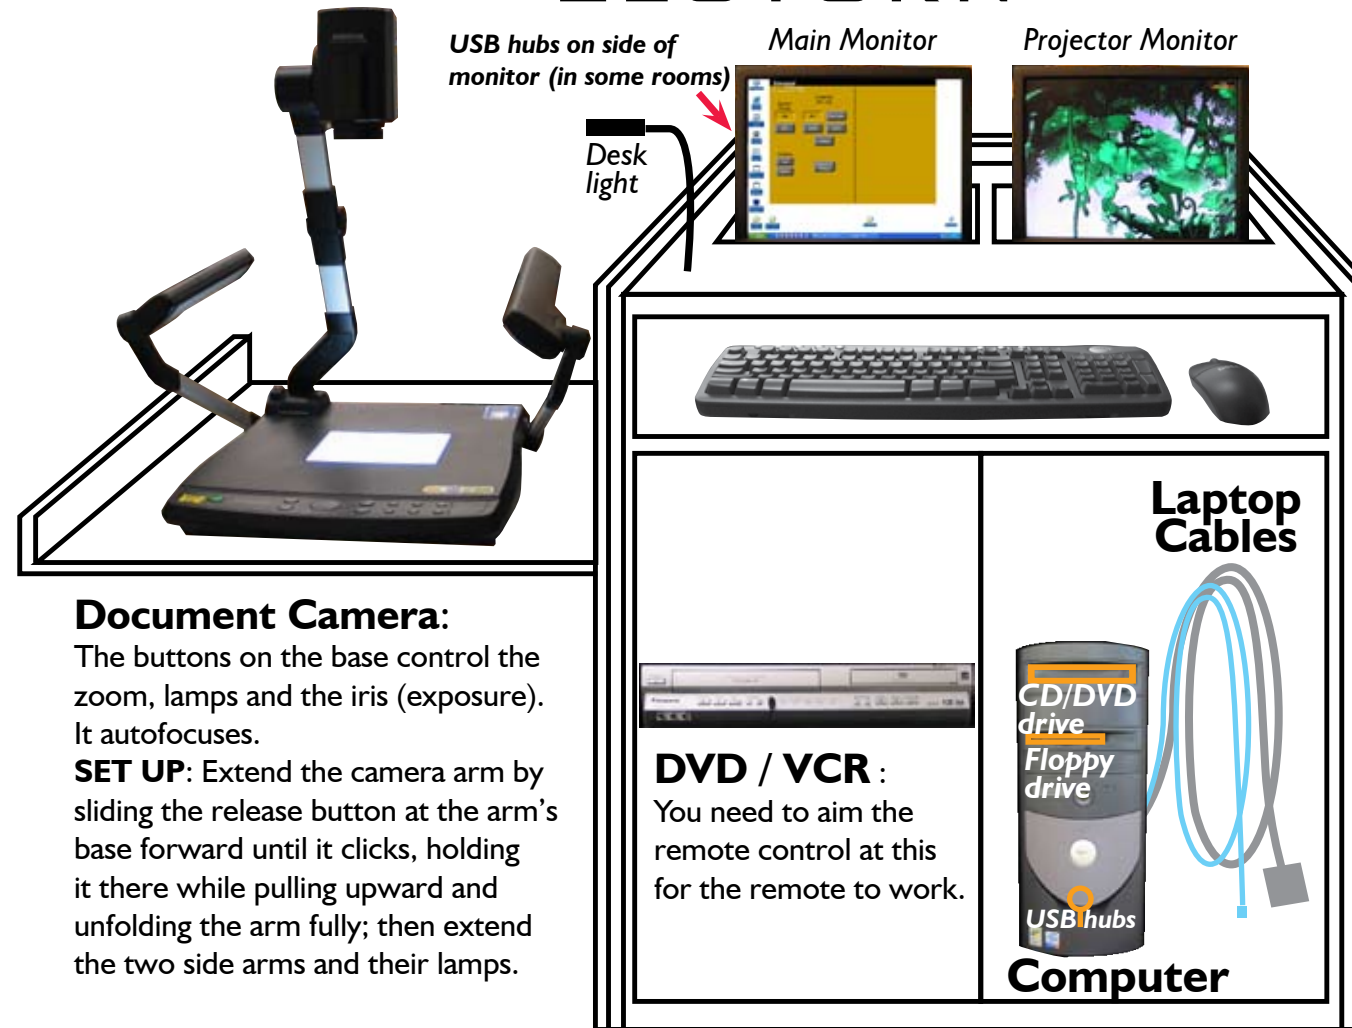 USB hubs on side of
monitor (in some rooms)
Main Monitor
Projector Monitor
Desk
light
Laptop
Cables
Document Camera:
The buttons on the base control the
zoom, lamps and the iris (exposure).
It autofocuses.
SET UP: Extend the camera arm by
sliding the release button at the arm's
base forward until it clicks, holding
it there while pulling upward and
unfolding the arm fully; then extend
the two side arms and their lamps.
DVD / VCR :
You need to aim the
remote control at this
for the remote to work.
CD/DVD
drive
Floppy
drive
USB hubs
Computer